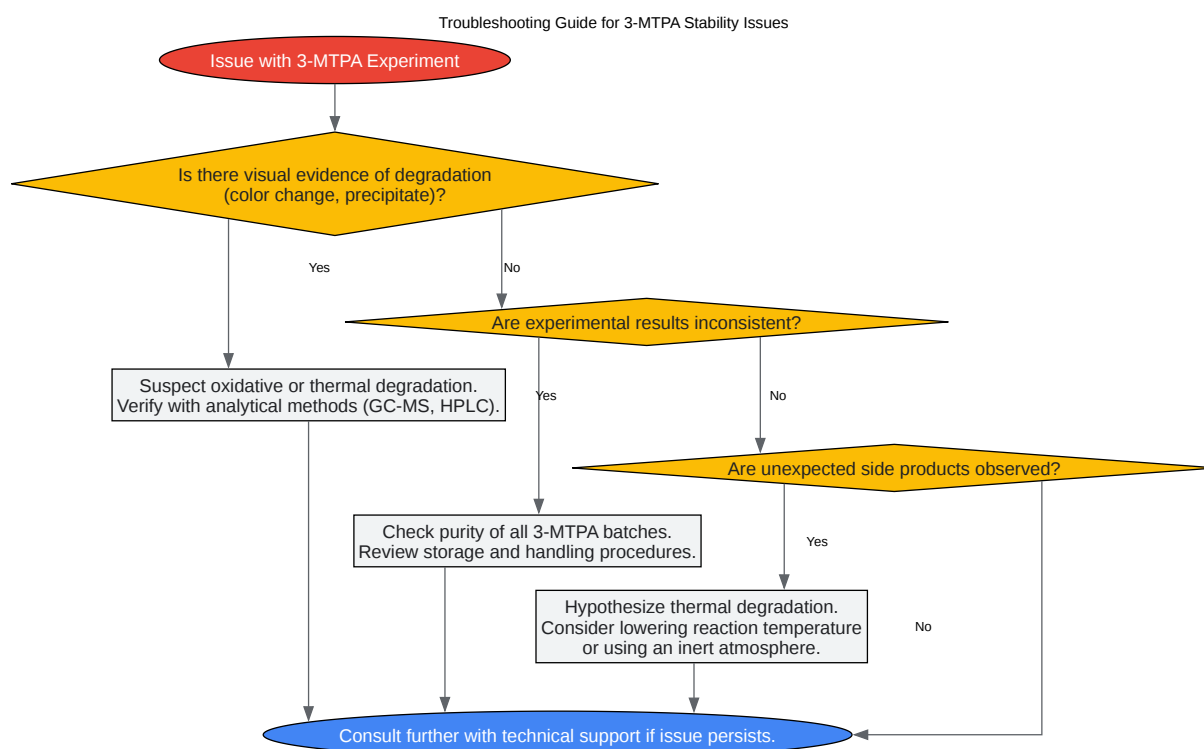 Troubleshooting Guide for 3-MTPA Stability Issues
Issue with 3-MTPA Experiment
Is there visual evidence of degradation
(color change, precipitate)?
Yes
No
Are experimental results inconsistent?
Suspect oxidative or thermal degradation.
Verify with analytical methods (GC-MS, HPLC).
Yes
No
Are unexpected side products observed?
Check purity of all 3-MTPA batches.
Review storage and handling procedures.
Yes
Hypothesize thermal degradation.
Consider lowering reaction temperature
or using an inert atmosphere.
No
Consult further with technical support if issue persists.